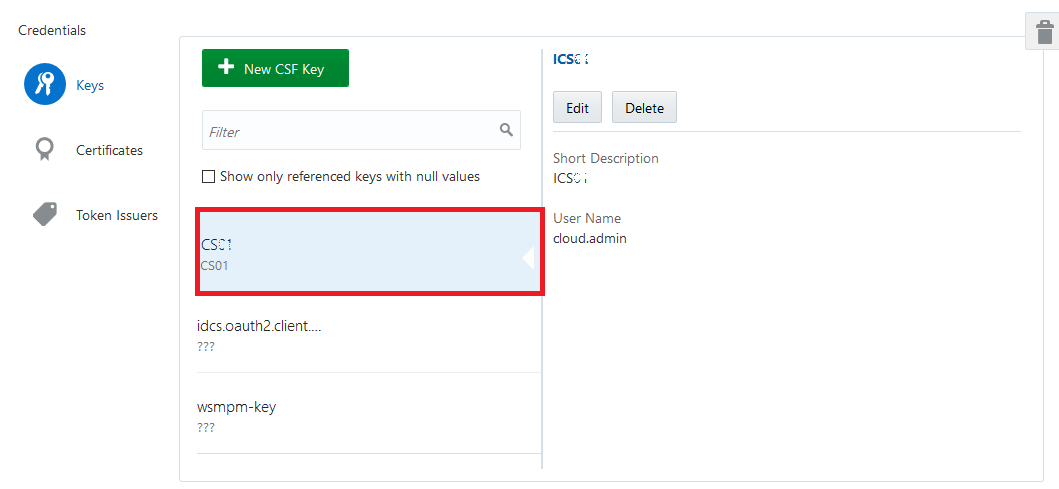 Credentials
Keys
Certificates
Token Issuers
New CSF Key
Filter
Show only referenced keys with null values
CS01
CS01
idcs.oauth2.client....
???
wsmpm-key
???
ICS01
Edit
Delete
Short Description
ICS01
User Name
cloud.admin